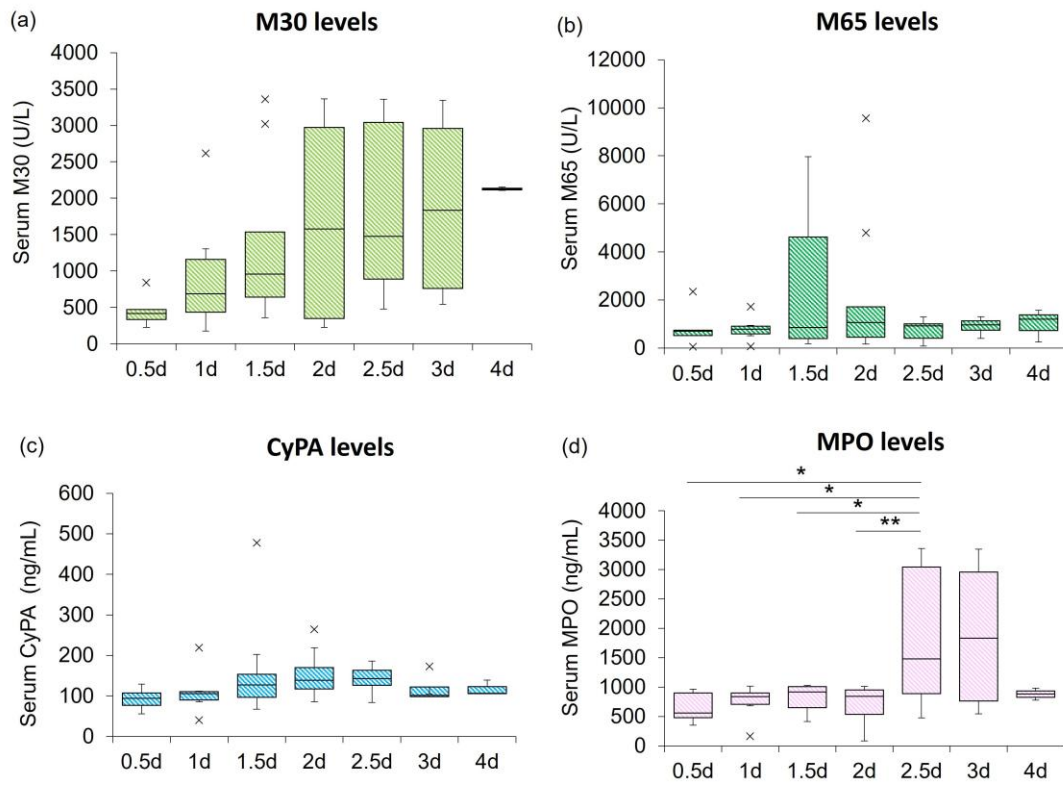 (a)
M30 levels
Serum M30 (U/L)
4000
3500
3000
2500
2000
1500
1000
500
0
0.5d 1d 1.5d 2d 2.5d 3d 4d
(b)
M65 levels
Serum M65 (U/L)
12000
10000
8000
6000
4000
2000
0
0.5d 1d 1.5d 2d 2.5d 3d 4d
(c)
CyPA levels
Serum CyPA (ng/mL)
600
500
400
300
200
100
0
0.5d 1d 1.5d 2d 2.5d 3d 4d
(d)
MPO levels
*
*
*
**
Serum MPO (ng/mL)
4000
3500
3000
2500
2000
1500
1000
500
0
0.5d 1d 1.5d 2d 2.5d 3d 4d